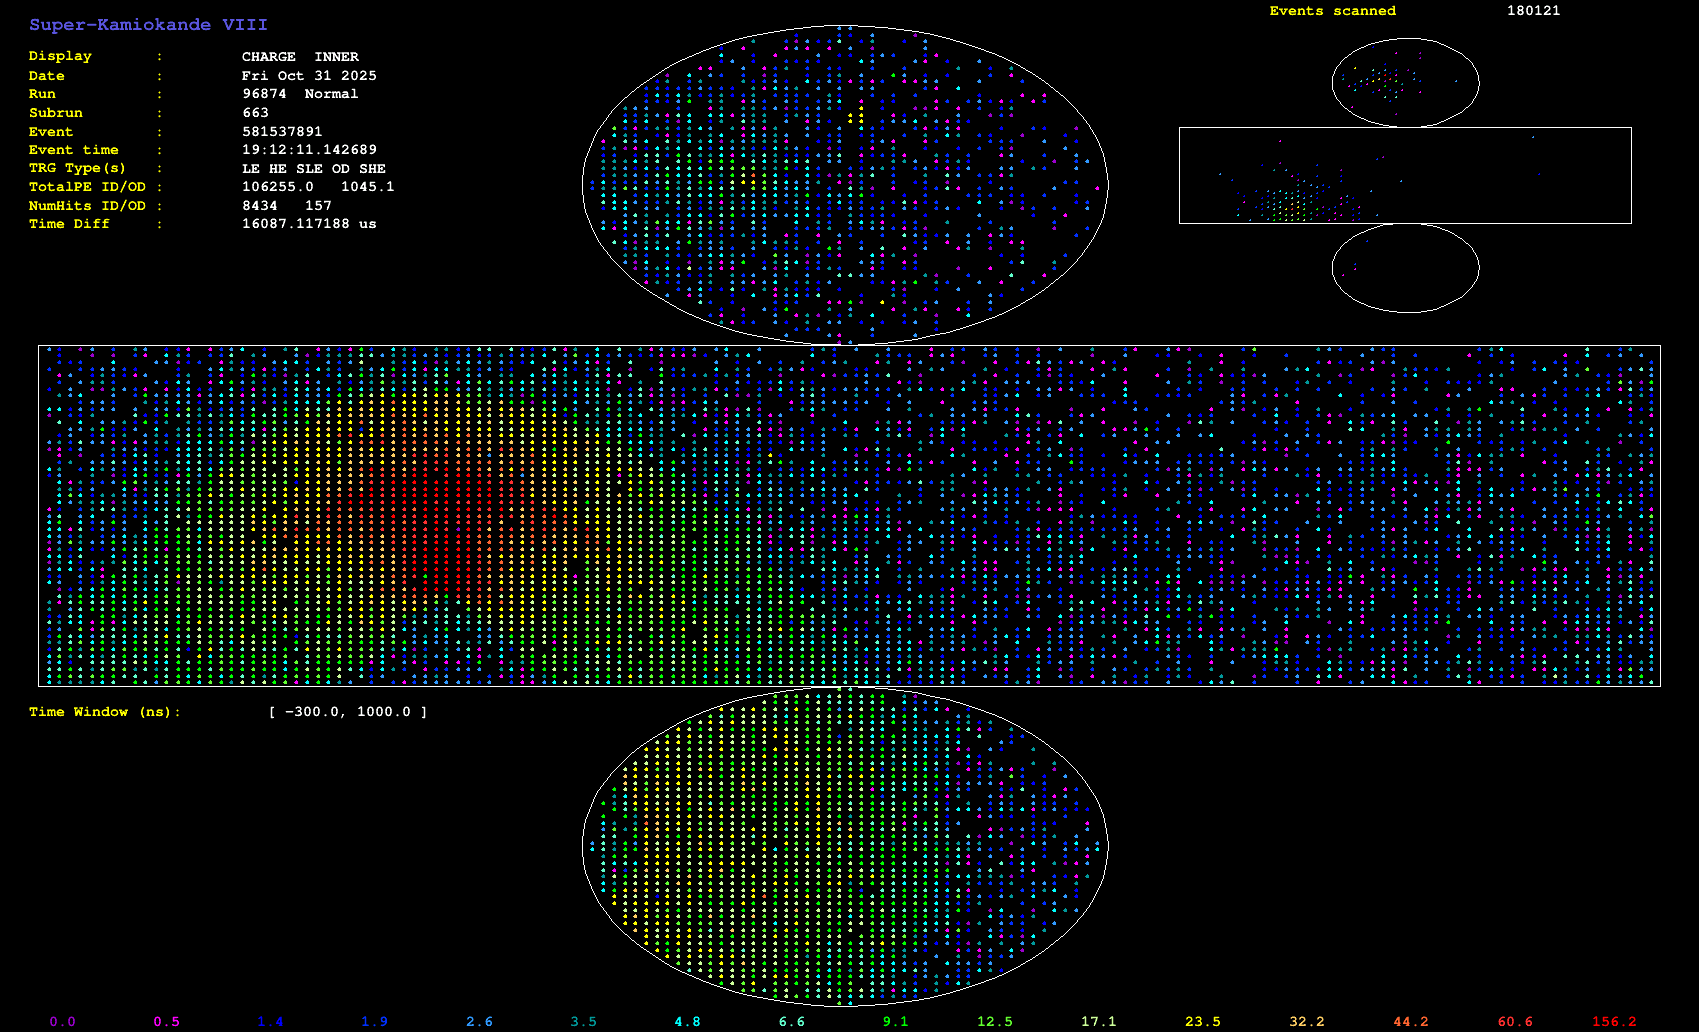 Super-Kamiokande VIII
Events scanned 180121
Display : CHARGE INNER
Date : Fri Oct 31 2025
Run : 96874 Normal
Subrun : 663
Event : 581537891
Event time : 19:12:11.142689
TRG Type(s) : LE HE SLE OD SHE
TotalPE ID/OD : 106255.0 1045.1
NumHits ID/OD : 8434 157
Time Diff : 16087.117188 us
Time Window (ns): [ -300.0, 1000.0 ]
0.0 0.5 1.4 1.9 2.6 3.5 4.8 6.6 9.1 12.5 17.1 23.5 32.2 44.2 60.6 156.2